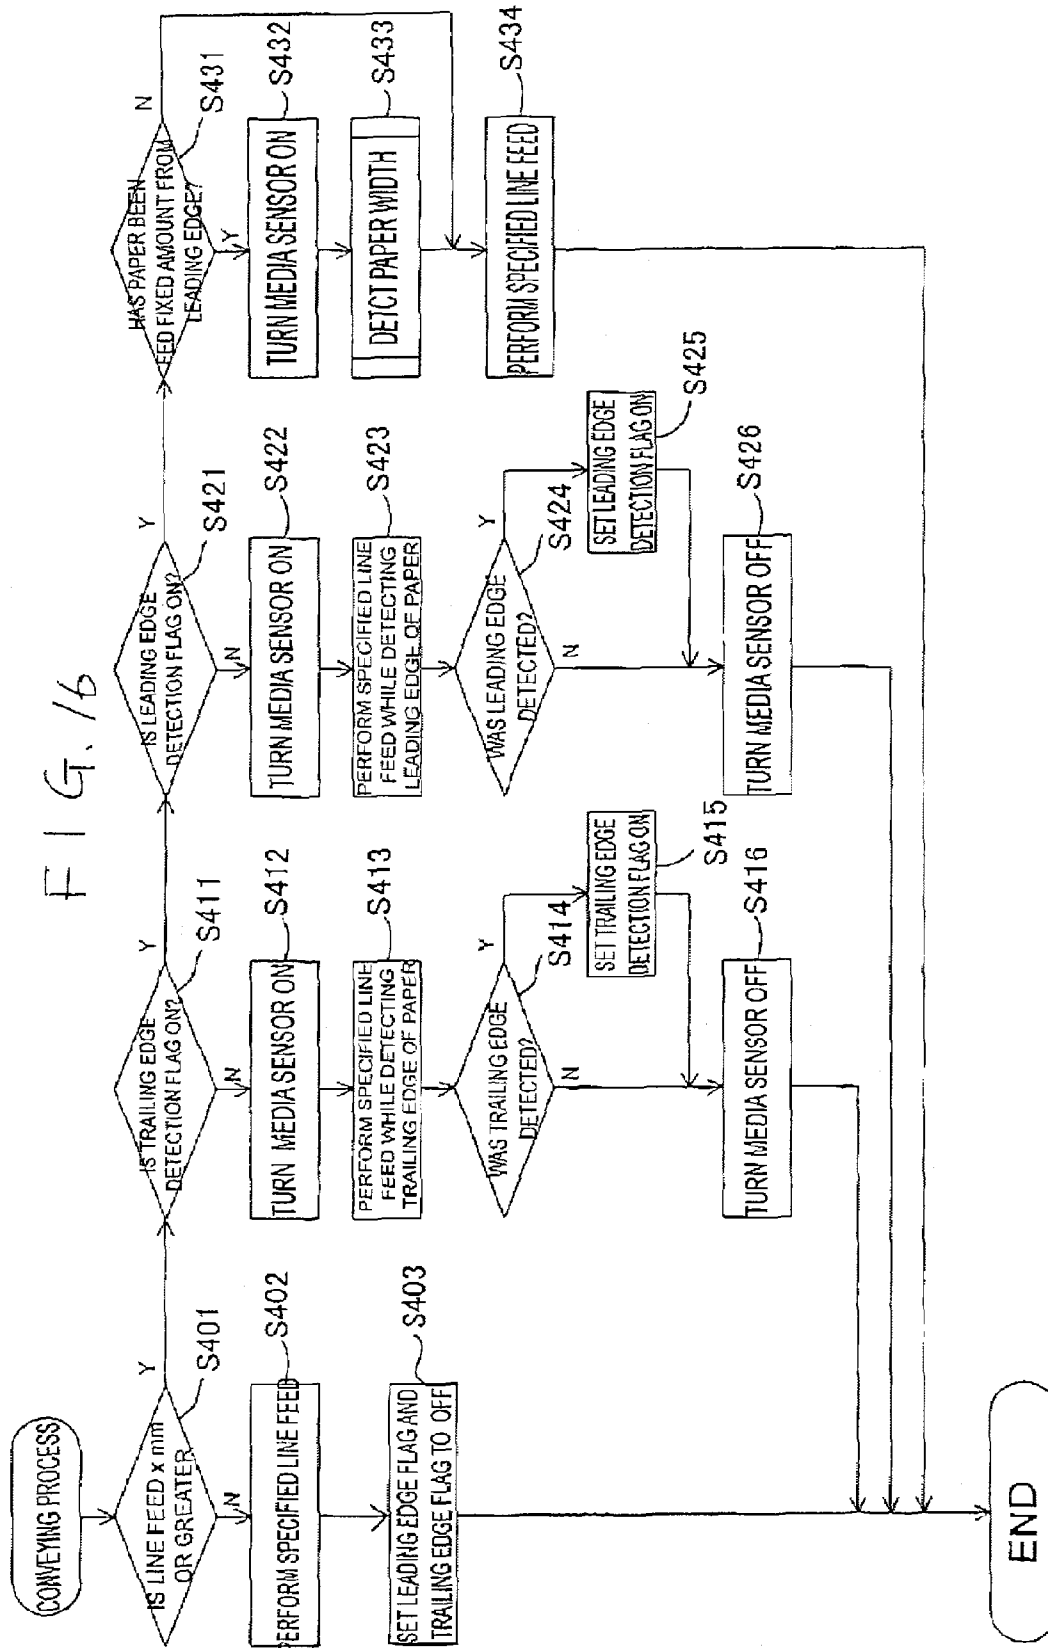 FIG. 16
CONVEYING PROCESS
IS LINE FEED x mm
OR GREATER
S401
Y
N
PERFORM SPECIFIED LINE FEED
S402
SET LEADING EDGE FLAG AND
TRAILING EDGE FLAG TO OFF
S403
IS TRAILING EDGE
DETECTION FLAG ON?
S411
Y
N
TURN MEDIA SENSOR ON
S412
PERFORM SPECIFIED LINE
FEED WHILE DETECTING
TRAILING EDGE OF PAPER
S413
WAS TRAILING EDGE
DETECTED?
S414
Y
N
SET TRAILING EDGE
DETECTION FLAG ON
S415
TURN MEDIA SENSOR OFF
S416
IS LEADING EDGE
DETECTION FLAG ON?
S421
Y
N
TURN MEDIA SENSOR ON
S422
PERFORM SPECIFIED LINE
FEED WHILE DETECTING
LEADING EDGE OF PAPER
S423
WAS LEADING EDGE
DETECTED?
S424
Y
N
SET LEADING EDGE
DETECTION FLAG ON
S425
TURN MEDIA SENSOR OFF
S426
HAS PAPER BEEN
FEED FIXED AMOUNT FROM
LEADING EDGE?
S431
N
Y
TURN MEDIA SENSOR ON
S432
DETCT PAPER WIDTH
S433
PERFORM SPECIFIED LINE FEED
S434
END